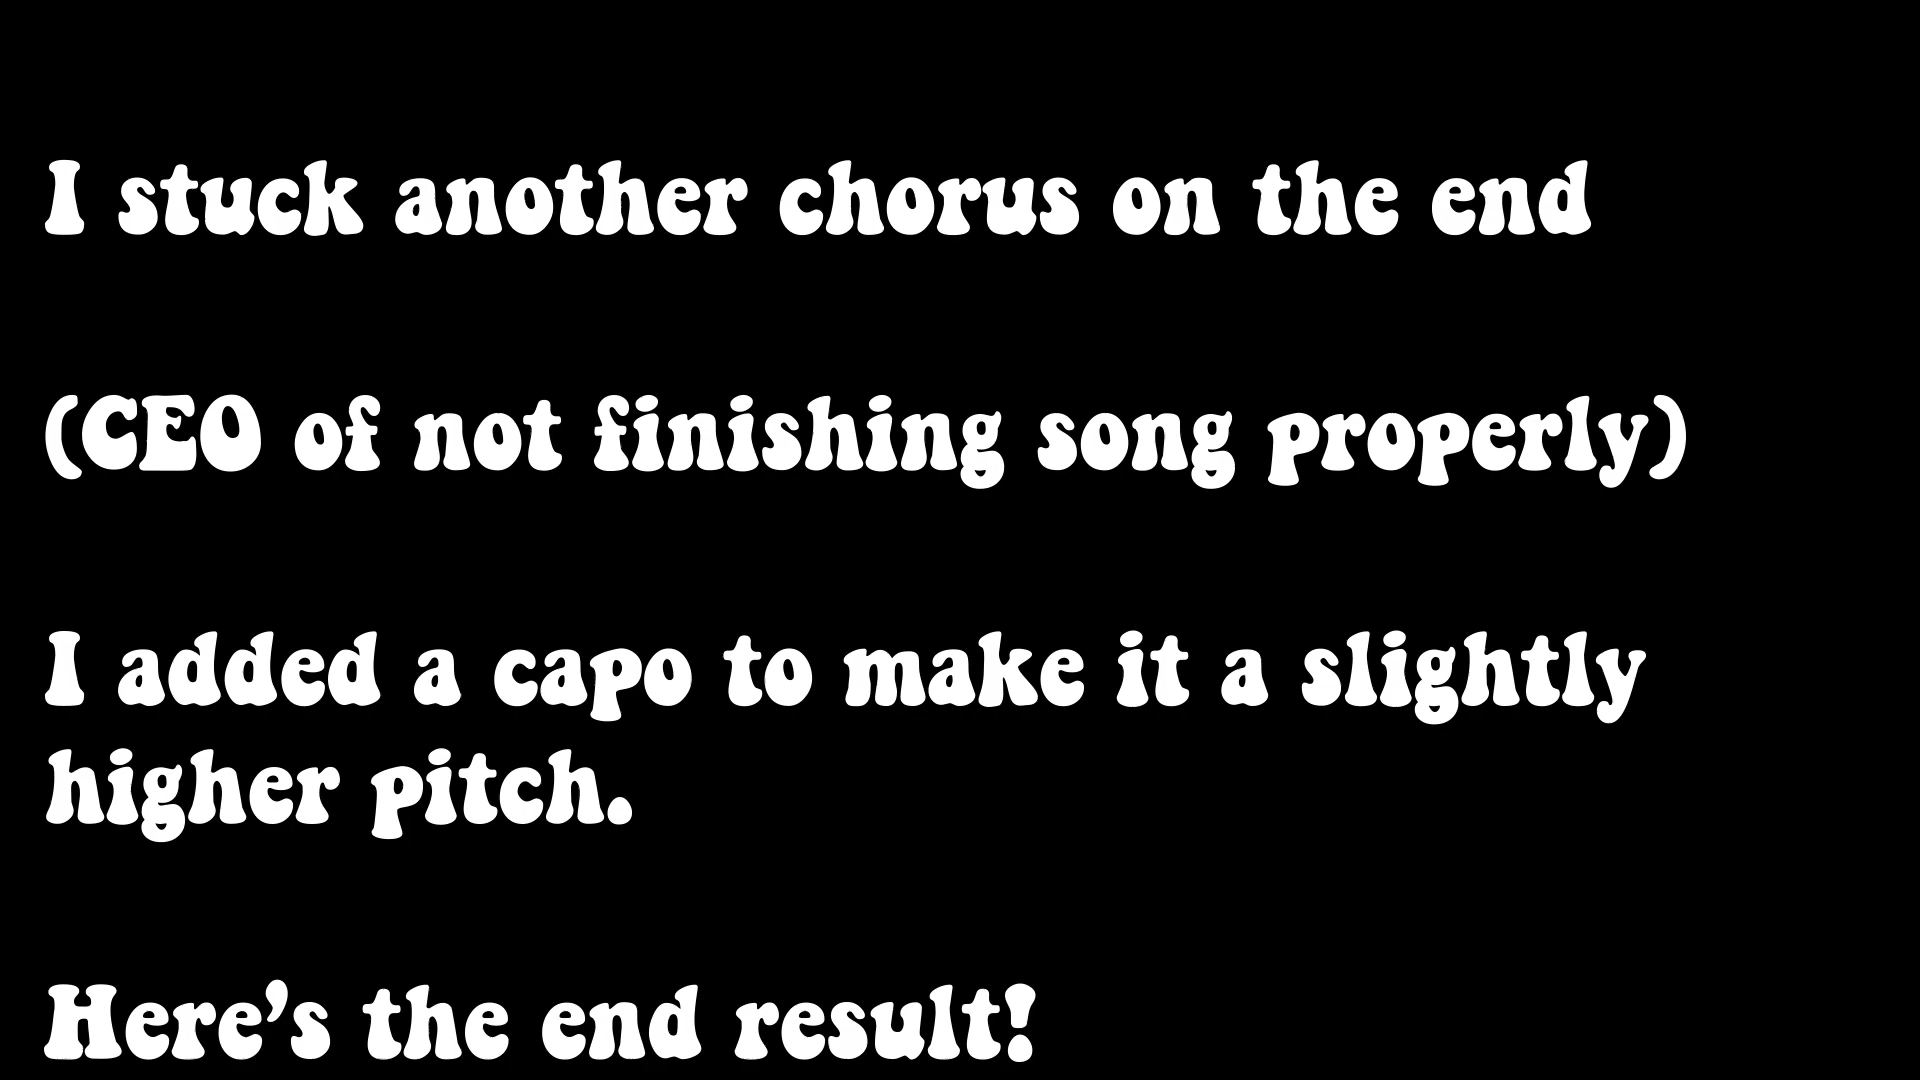 I stuck another chorus on the end
(CEO of not finishing song properly)
I added a capo to make it a slightly
higher pitch.
Here’s the end result!